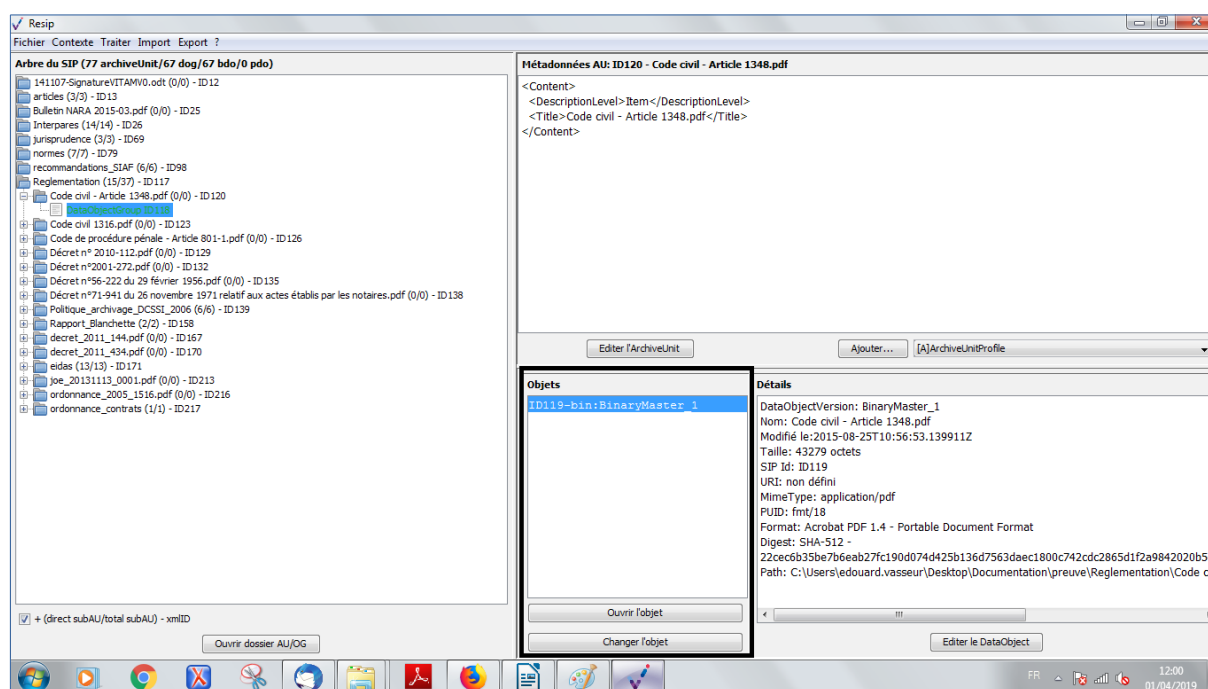 Resip
Fichier Contexte Traiter Import Export ?
Arbre du SIP (77 archiveUnit/67 dog/67 bdo/0 pdo)
141107-SignatureVITAMV0.odt (0/0) - ID12
articles (3/3) - ID13
Bulletin NARA 2015-03.pdf (0/0) - ID25
Interpares (14/14) - ID26
jurisprudence (3/3) - ID69
normes (7/7) - ID79
recommandations_SIAF (6/6) - ID98
Reglementation (15/37) - ID117
Code civil - Article 1348.pdf (0/0) - ID120
DataObjectGroup ID118
Code civil 1316.pdf (0/0) - ID123
Code de procédure pénale - Article 801-1.pdf (0/0) - ID126
Décret n° 2010-112.pdf (0/0) - ID129
Décret n°2001-272.pdf (0/0) - ID132
Décret n°56-222 du 29 février 1956.pdf (0/0) - ID135
Décret n°71-941 du 26 novembre 1971 relatif aux actes établis par les notaires.pdf (0/0) - ID138
Politique_archivage_DCSSI_2006 (6/6) - ID139
Rapport_Blanchette (2/2) - ID158
decret_2011_144.pdf (0/0) - ID167
decret_2011_434.pdf (0/0) - ID170
eidas (13/13) - ID171
joe_20131113_0001.pdf (0/0) - ID213
ordonnance_2005_1516.pdf (0/0) - ID216
ordonnance_contrats (1/1) - ID217
+ (direct subAU/total subAU) - xmlID
Ouvrir dossier AU/OG
Métadonnées AU: ID120 - Code civil - Article 1348.pdf
<Content>
<DescriptionLevel>Item</DescriptionLevel>
<Title>Code civil - Article 1348.pdf</Title>
</Content>
Editer l'ArchiveUnit
Ajouter...
[A]ArchiveUnitProfile
Objets
ID119-bin:BinaryMaster_1
Ouvrir l'objet
Changer l'objet
Détails
DataObjectVersion: BinaryMaster_1
Nom: Code civil - Article 1348.pdf
Modifié le:2015-08-25T10:56:53.139911Z
Taille: 43279 octets
SIP Id: ID119
URI: non défini
MimeType: application/pdf
PUID: fmt/18
Format: Acrobat PDF 1.4 - Portable Document Format
Digest: SHA-512 -
22cec6b35be7b6eab27fc190d074d425b136d7563daec1800c742cdc2865d1f2a9842020b5
Path: C:\Users\edouard.vasseur\Desktop\Documentation\preuve\Reglementation\Code c
Editer le DataObject
FR
12:00
01/04/2019